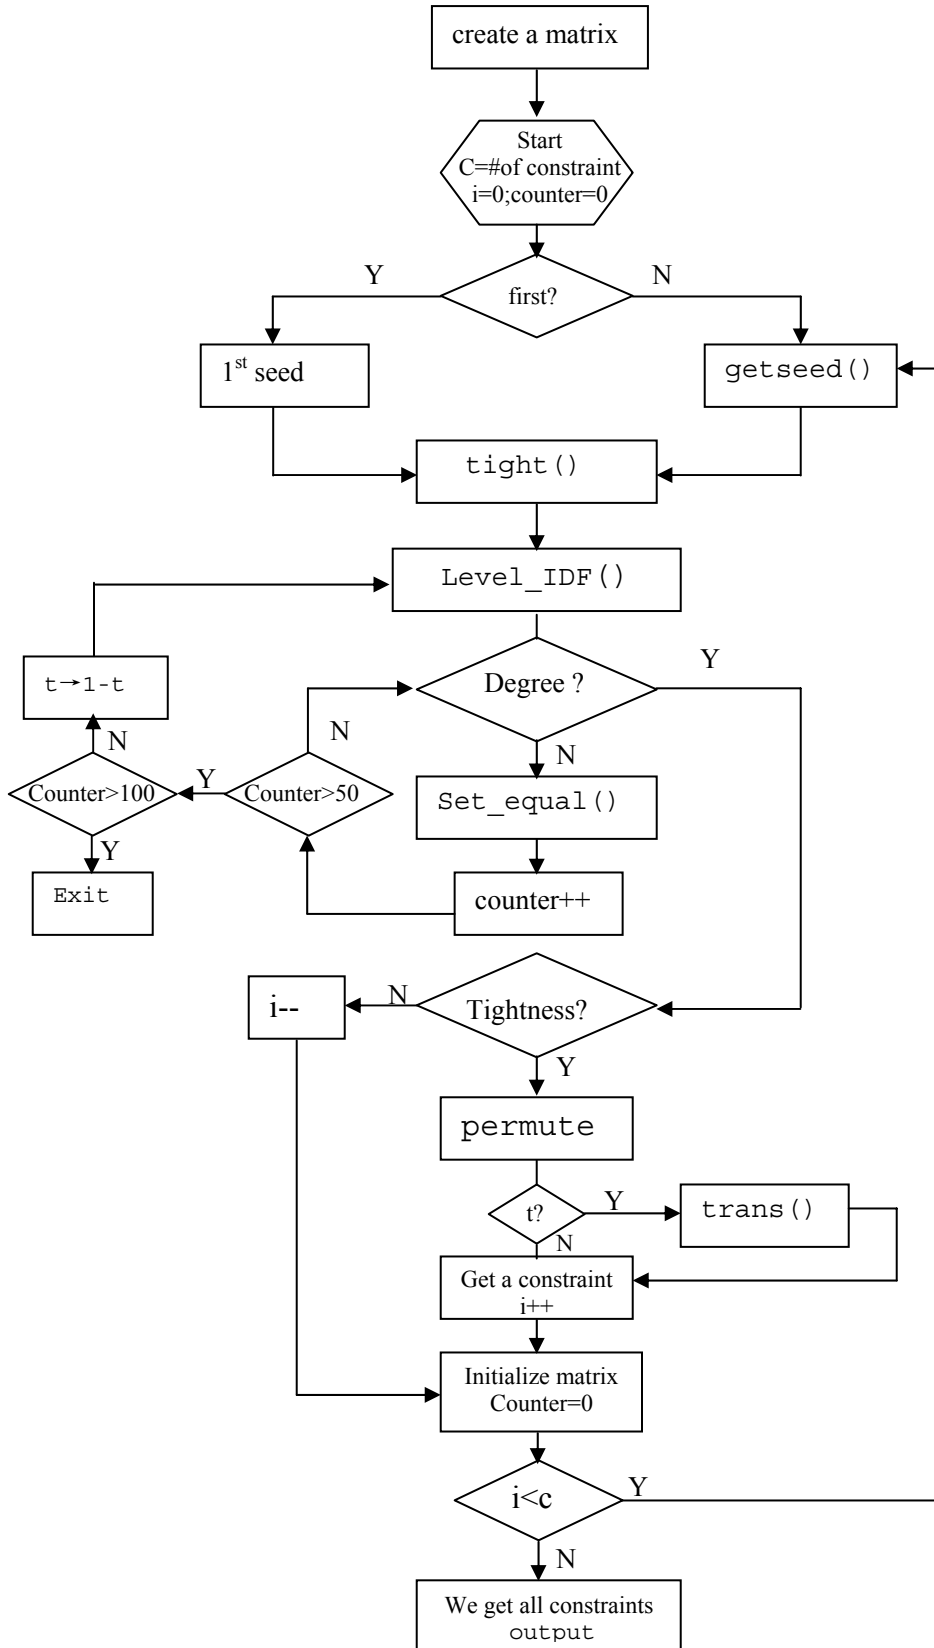 create a matrix
Start
C=#of constraint
i=0;counter=0
Y
N
first?
1st seed
getseed()
tight()
Level_IDF()
Y
t→1-t
Degree ?
N
N
N
Y
Counter>100
Counter>50
Set_equal()
Y
Exit
counter++
i--
N
Tightness?
Y
permute
t?
Y
trans()
N
Get a constraint
i++
Initialize matrix
Counter=0
i<c
Y
N
We get all constraints
output